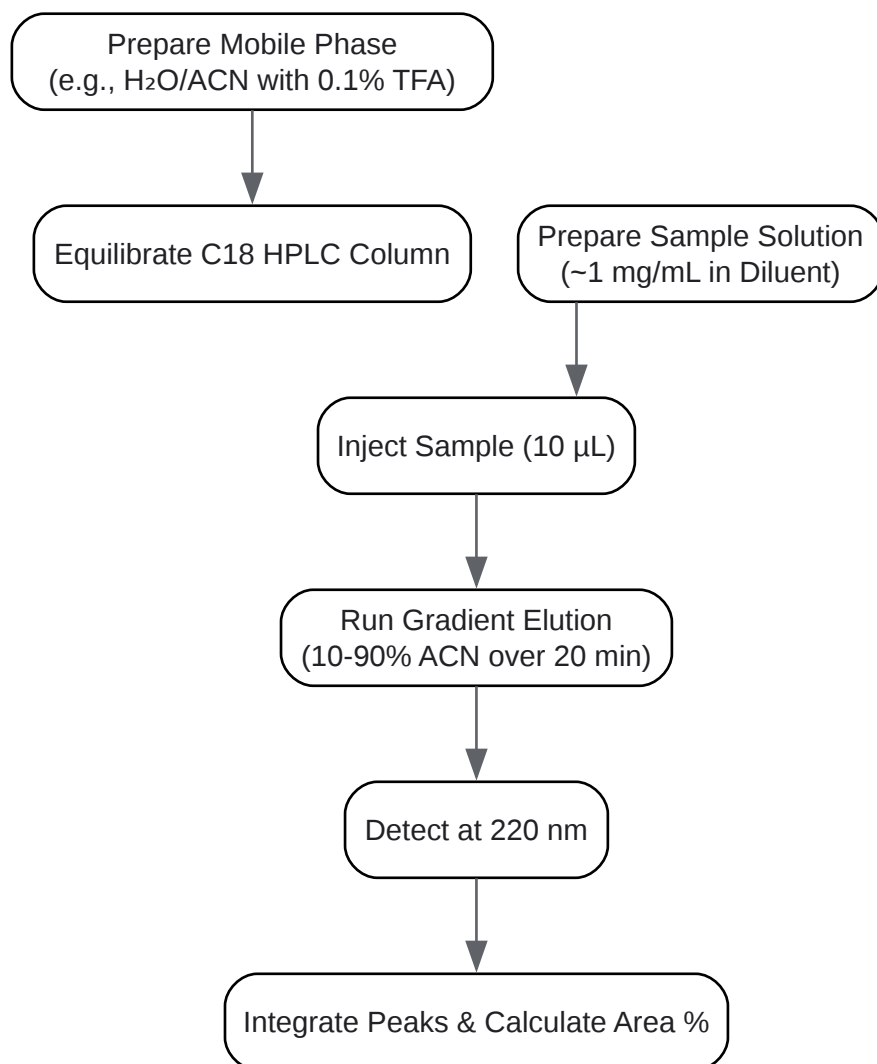 Prepare Mobile Phase
(e.g., H₂O/ACN with 0.1% TFA)
Equilibrate C18 HPLC Column
Prepare Sample Solution
(~1 mg/mL in Diluent)
Inject Sample (10 µL)
Run Gradient Elution
(10-90% ACN over 20 min)
Detect at 220 nm
Integrate Peaks & Calculate Area %